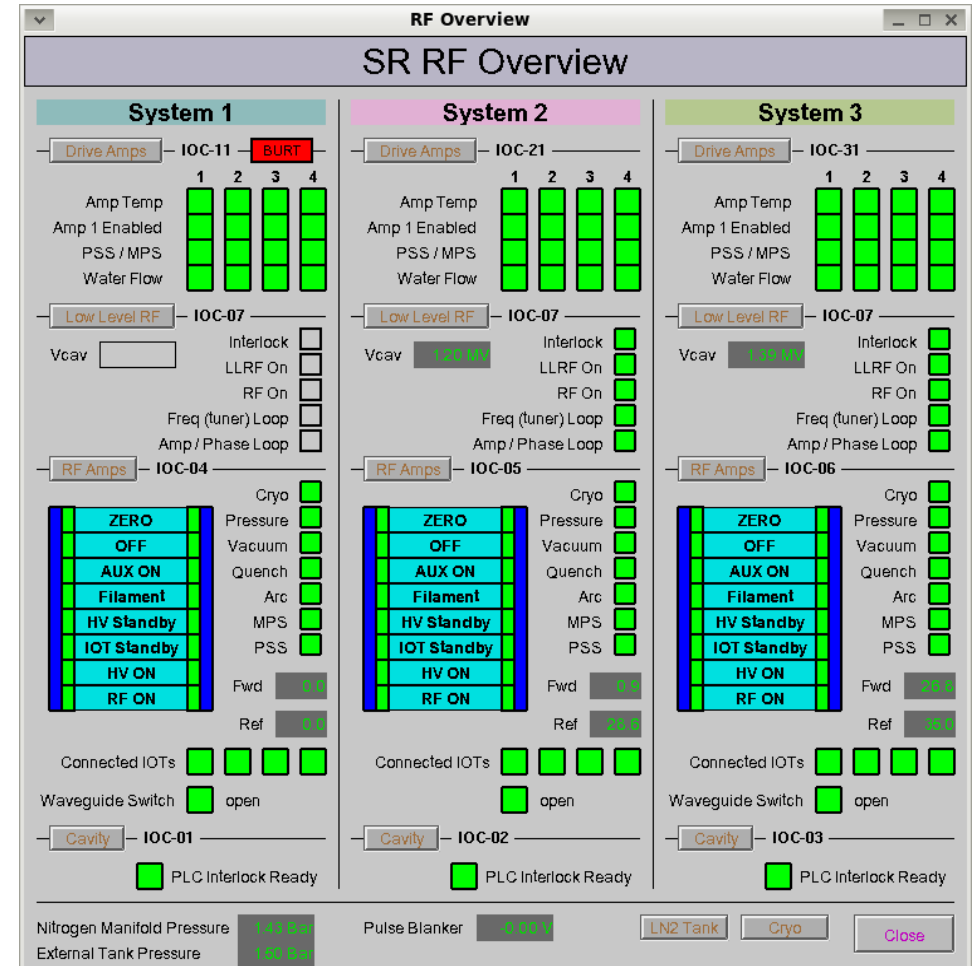 RF Overview
SR RF Overview
System 1
Drive Amps IOC-11 BURT
1 2 3 4
Amp Temp
Amp 1 Enabled
PSS / MPS
Water Flow
Low Level RF IOC-07
Interlock
Vcav
LLRF On
RF On
Freq (tuner) Loop
Amp / Phase Loop
RF Amps IOC-04
Cryo
ZERO Pressure
OFF Vacuum
AUX ON Quench
Filament Arc
HV Standby MPS
IOT Standby PSS
HV ON
Fwd 0.0
RF ON
Ref 0.0
Connected IOTs
Waveguide Switch open
Cavity IOC-01
PLC Interlock Ready
System 2
Drive Amps IOC-21
1 2 3 4
Amp Temp
Amp 1 Enabled
PSS / MPS
Water Flow
Low Level RF IOC-07
Interlock
Vcav 1.20 MV
LLRF On
RF On
Freq (tuner) Loop
Amp / Phase Loop
RF Amps IOC-05
Cryo
ZERO Pressure
OFF Vacuum
AUX ON Quench
Filament Arc
HV Standby MPS
IOT Standby PSS
HV ON
Fwd 0.9
RF ON
Ref 28.6
Connected IOTs
open
Cavity IOC-02
PLC Interlock Ready
System 3
Drive Amps IOC-31
1 2 3 4
Amp Temp
Amp 1 Enabled
PSS / MPS
Water Flow
Low Level RF IOC-07
Interlock
Vcav 1.39 MV
LLRF On
RF On
Freq (tuner) Loop
Amp / Phase Loop
RF Amps IOC-06
Cryo
ZERO Pressure
OFF Vacuum
AUX ON Quench
Filament Arc
HV Standby MPS
IOT Standby PSS
HV ON
Fwd 26.8
RF ON
Ref 35.0
Connected IOTs
Waveguide Switch open
Cavity IOC-03
PLC Interlock Ready
Nitrogen Manifold Pressure 1.43 Bar
External Tank Pressure 1.50 Bar
Pulse Blanker -0.00 V
LN2 Tank Cryo Close